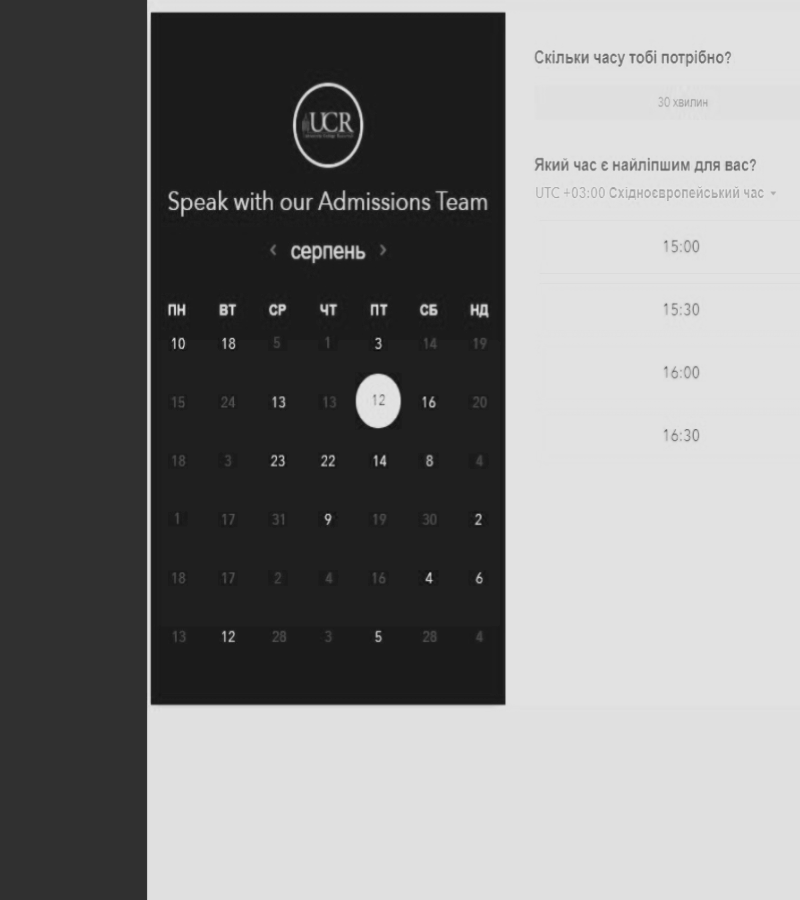 UCR
Speak with our Admissions Team
‹ серпень ›
ПН ВТ СР ЧТ ПТ СБ НД
10 18 5 1 3 14 19
15 24 13 13 12 16 20
18 3 23 22 14 8 4
1 17 31 9 19 30 2
18 17 2 4 16 4 6
13 12 28 3 5 28 4
Скільки часу тобі потрібно?
30 хвилин
Який час є найліпшим для вас?
UTC +03:00 Східноєвропейський час
15:00
15:30
16:00
16:30